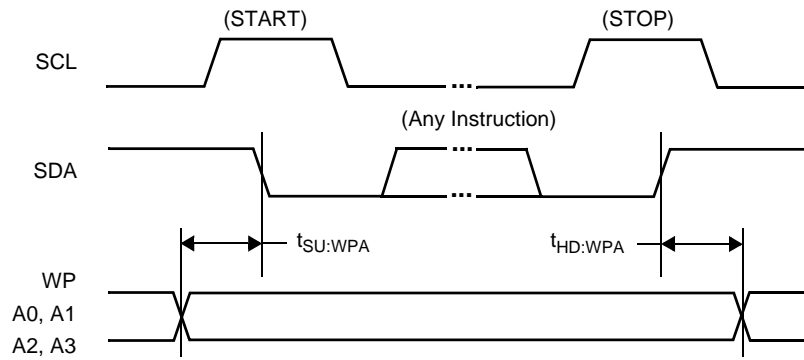 (START) (STOP)
SCL
(Any Instruction)
SDA
tSU:WPA tHD:WPA
WP
A0, A1
A2, A3